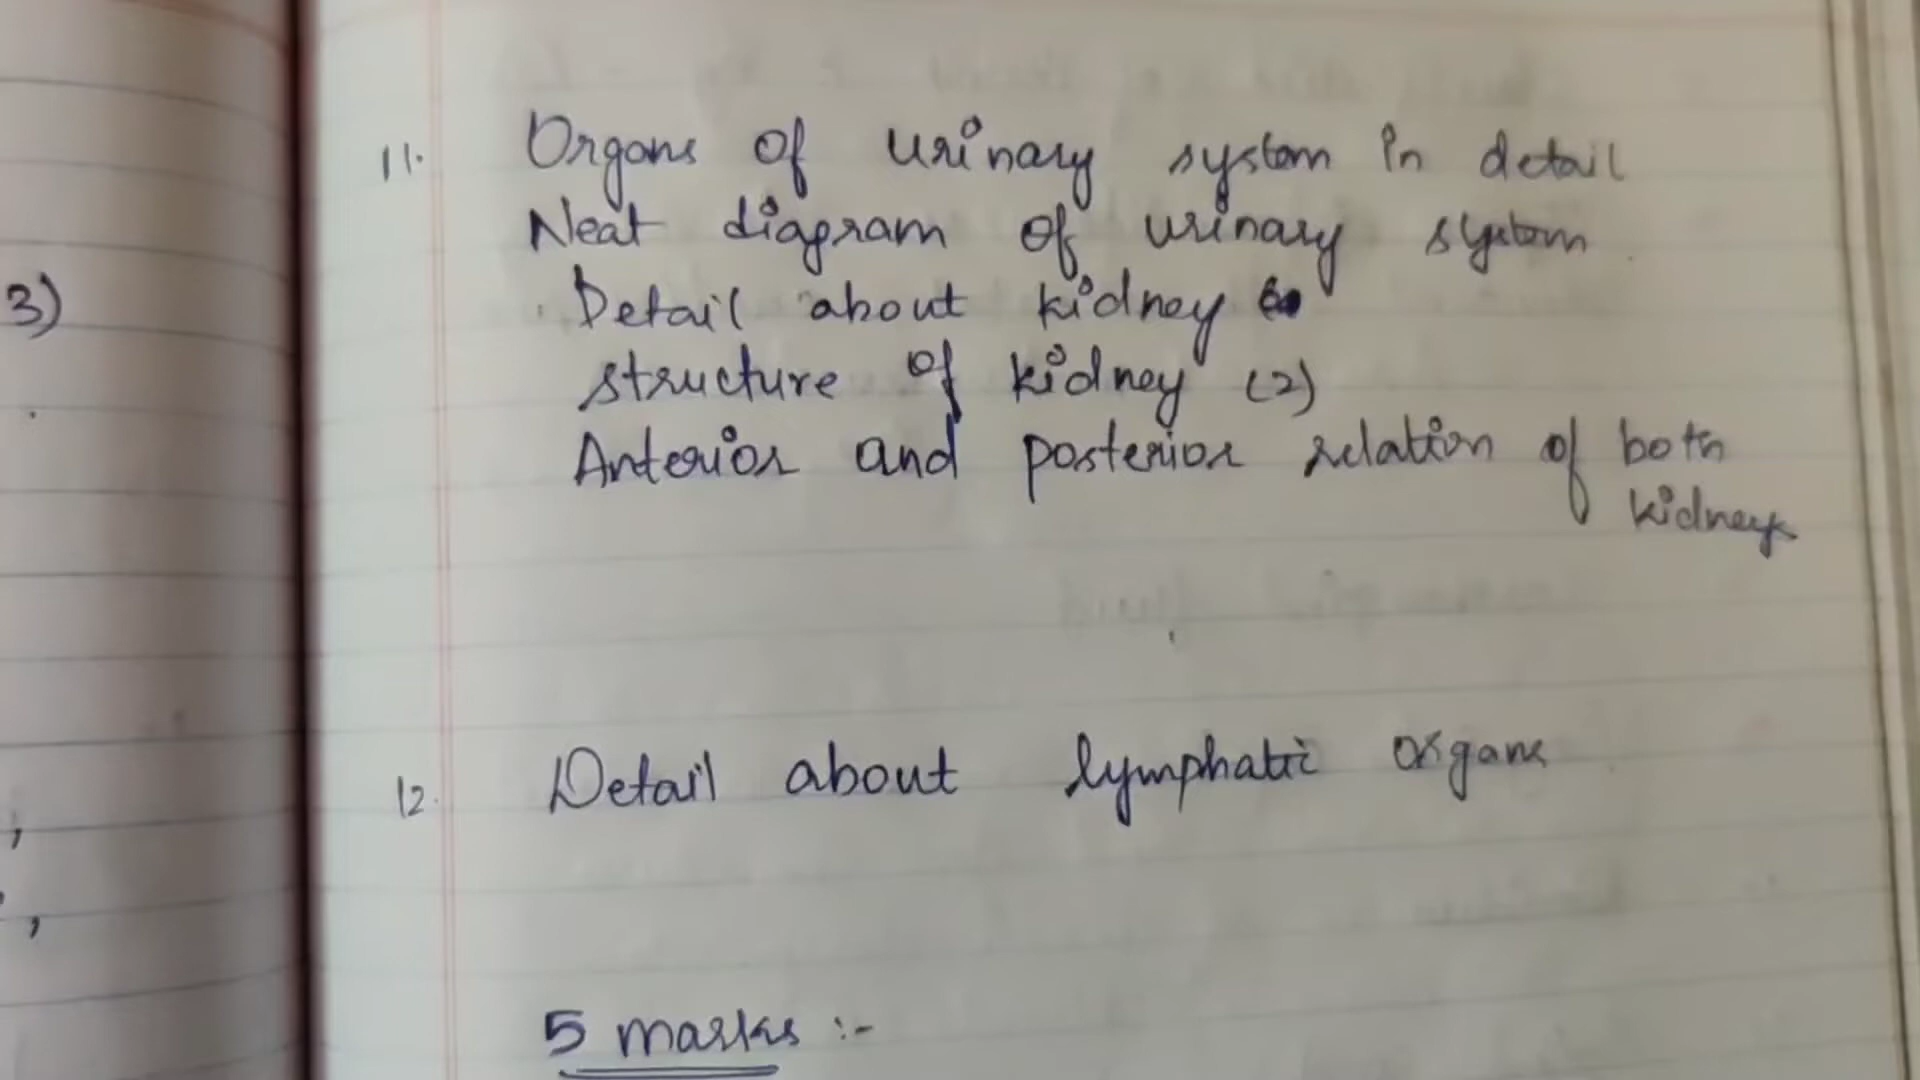 11. Organs of urinary system in detail
Neat diagram of urinary system
Detail about kidney
structure of kidney (2)
Anterior and posterior relation of both
kidneys
3)
12. Detail about lymphatic organs
5 marks :-